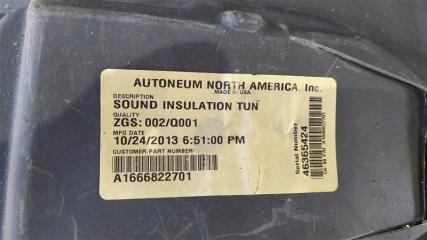 AUTONEUM NORTH AMERICA, Inc.
MADE IN USA
DESCRIPTION
SOUND INSULATION TUN
QUALITY
ZGS: 002/Q001
MFG DATE
10/24/2013 6:51:00 PM
CUSTOMER PART NUMBER:
A1666822701
Serial Number
46365424